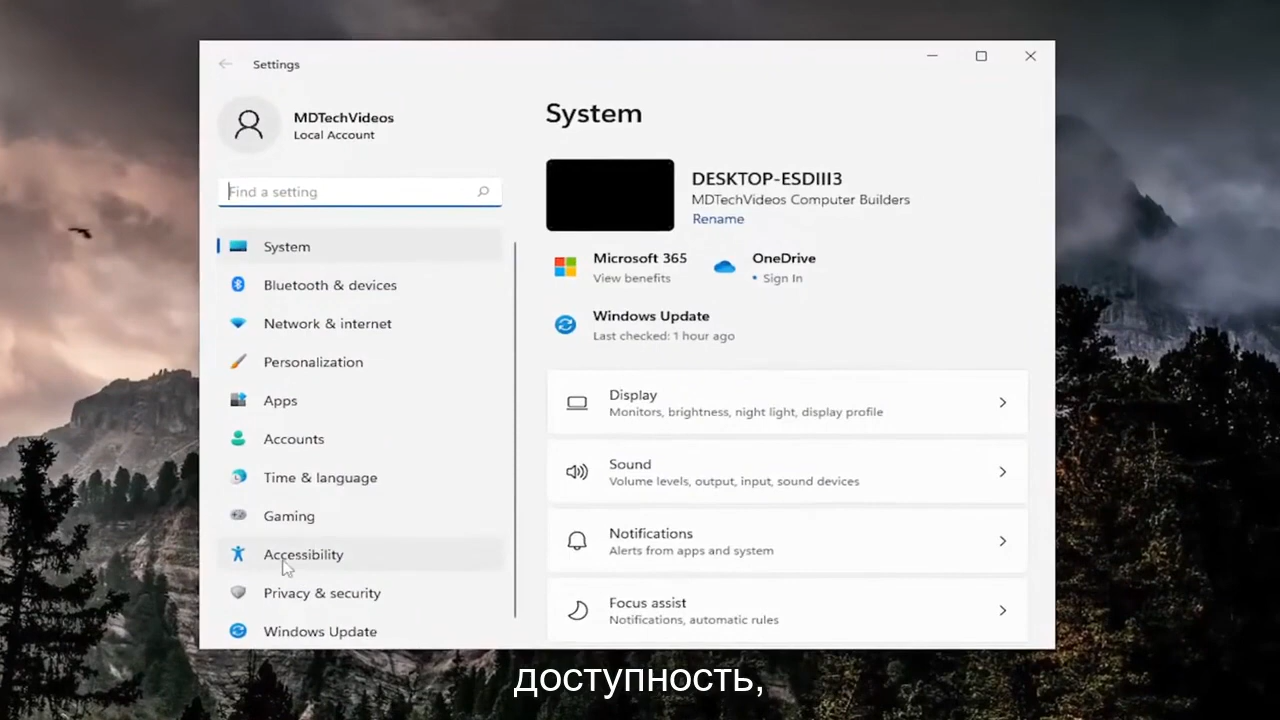 Settings
MDTechVideos
Local Account
Find a setting
System
Bluetooth & devices
Network & internet
Personalization
Apps
Accounts
Time & language
Gaming
Accessibility
Privacy & security
Windows Update
System
DESKTOP-ESDIII3
MDTechVideos Computer Builders
Rename
Microsoft 365
View benefits
OneDrive
• Sign In
Windows Update
Last checked: 1 hour ago
Display
Monitors, brightness, night light, display profile
Sound
Volume levels, output, input, sound devices
Notifications
Alerts from apps and system
Focus assist
Notifications, automatic rules
доступность,